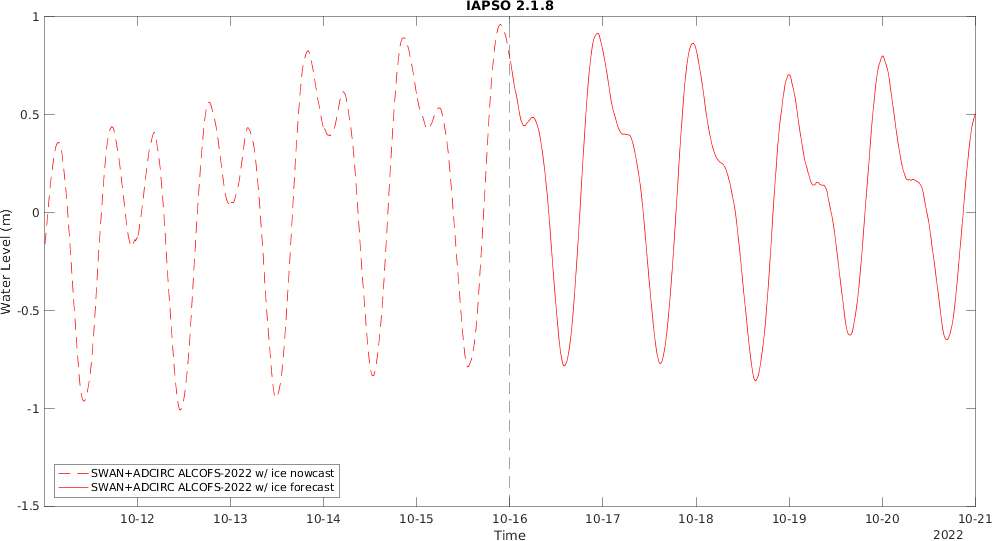 IAPSO 2.1.8
1
0.5
0
-0.5
-1
-1.5
Water Level (m)
SWAN+ADCIRC ALCOFS-2022 w/ ice nowcast
SWAN+ADCIRC ALCOFS-2022 w/ ice forecast
10-12 10-13 10-14 10-15 10-16 10-17 10-18 10-19 10-20 10-21
Time
2022